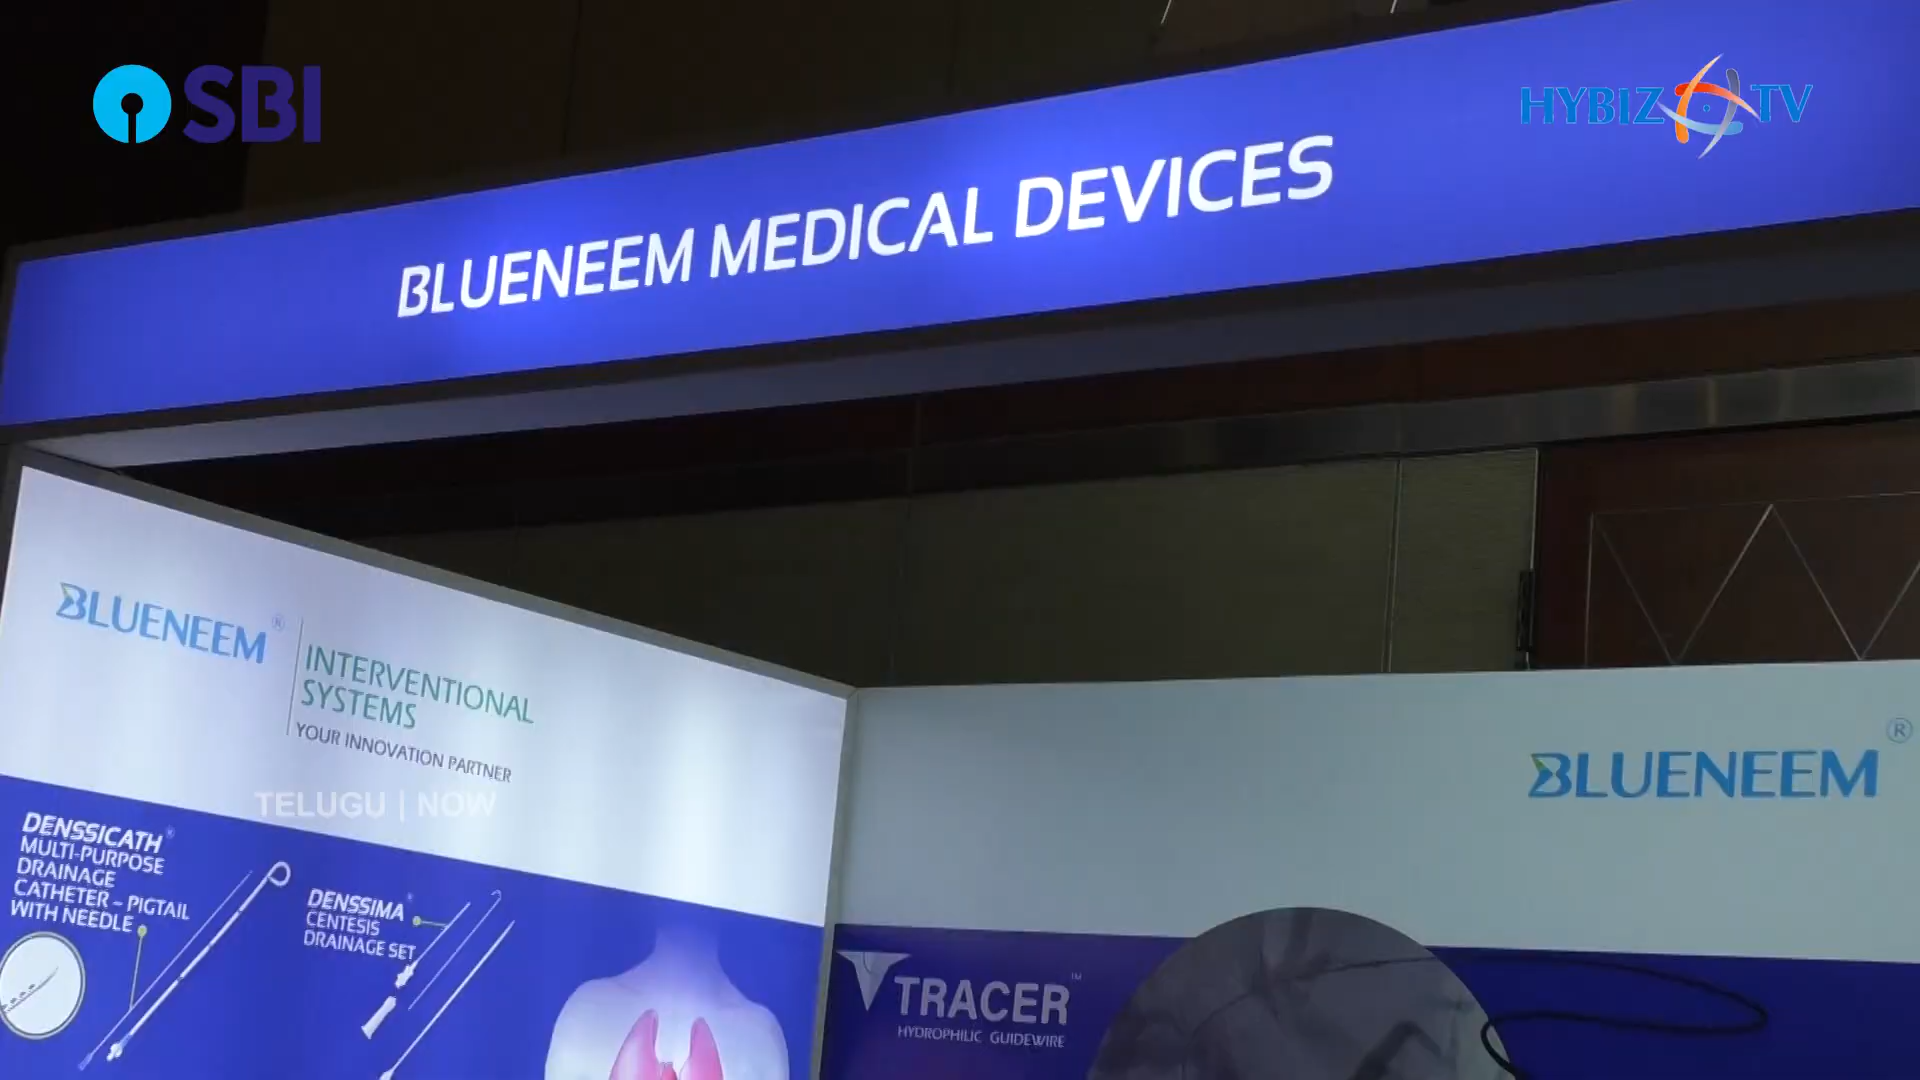 SBI
HYBIZ TV
BLUENEEM MEDICAL DEVICES
BLUENEEM®
INTERVENTIONAL
SYSTEMS
YOUR INNOVATION PARTNER
TELUGU | NOW
DENSSICATH®
MULTI-PURPOSE
DRAINAGE
CATHETER – PIGTAIL
WITH NEEDLE
DENSSIMA®
CENTESIS
DRAINAGE SET
BLUENEEM®
TRACER™
HYDROPHILIC GUIDEWIRE